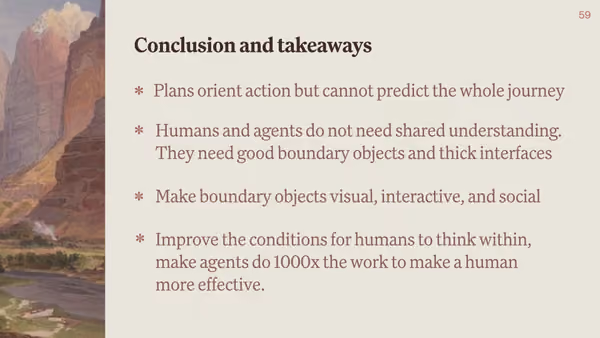 59
Conclusion and takeaways
* Plans orient action but cannot predict the whole journey
* Humans and agents do not need shared understanding.
They need good boundary objects and thick interfaces
* Make boundary objects visual, interactive, and social
* Improve the conditions for humans to think within,
make agents do 1000x the work to make a human
more effective.